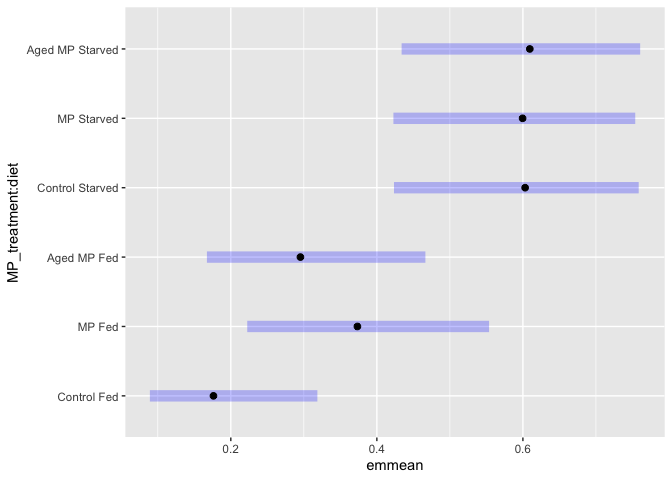 Aged MP Starved
MP Starved
Control Starved
Aged MP Fed
MP Fed
Control Fed
MP_treatment:diet
0.2 0.4 0.6
emmean